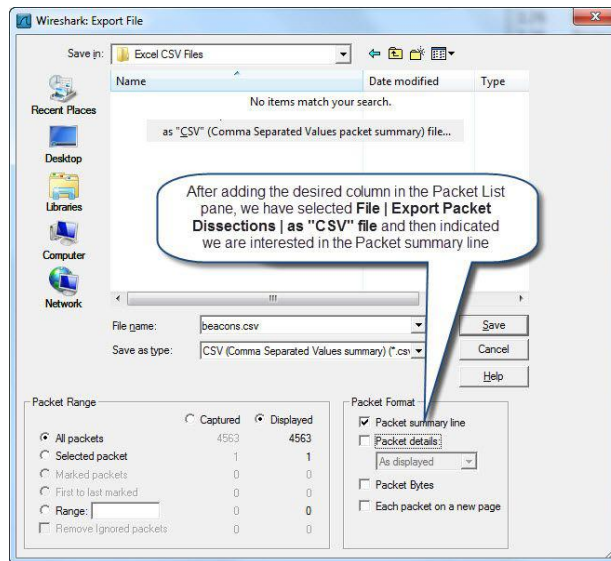 Wireshark: Export File
Save in:
Excel CSV Files
Name
Date modified
Type
No items match your search.
as "CSV" (Comma Separated Values packet summary) file...
Recent Places
Desktop
Libraries
Computer
Network
After adding the desired column in the Packet List
pane, we have selected File | Export Packet
Dissections | as "CSV" file and then indicated
we are interested in the Packet summary line
File name:
beacons.csv
Save
Save as type:
CSV (Comma Separated Values summary) (*.csv
Cancel
Help
Packet Range
Captured Displayed
All packets 4563 4563
Selected packet 1 1
Marked packets 0 0
First to last marked 0 0
Range: 0 0
Remove Ignored packets 0 0
Packet Format
Packet summary line
Packet details:
As displayed
Packet Bytes
Each packet on a new page